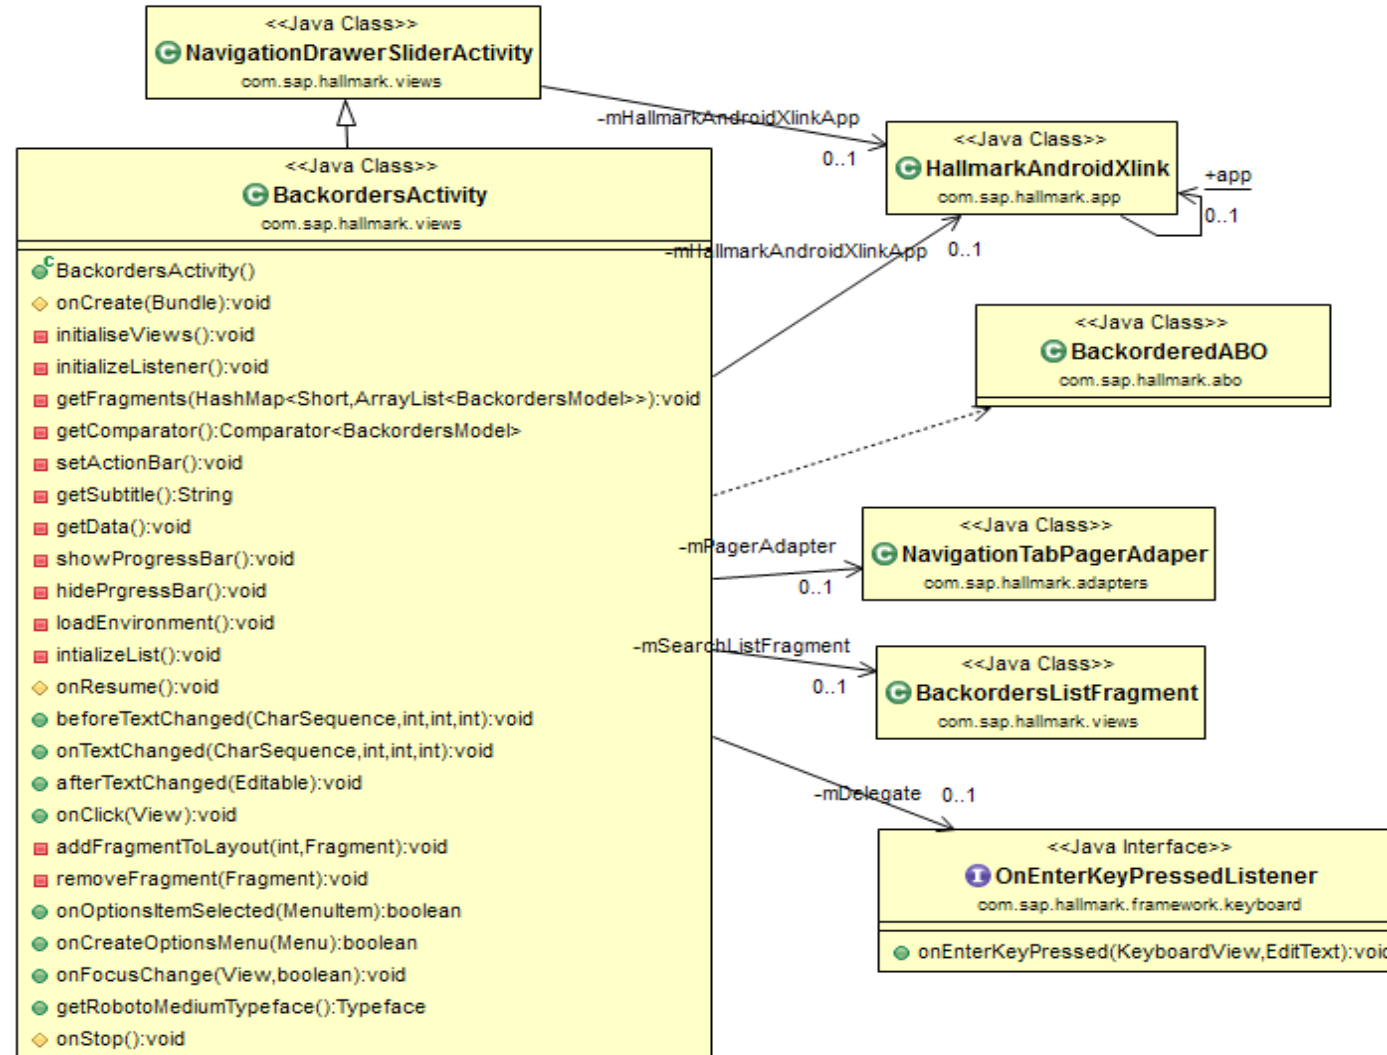 <<Java Class>>
NavigationDrawerSliderActivity
com.sap.hallmark.views
-mHallmarkAndroidXlinkApp
0..1
<<Java Class>>
HallmarkAndroidXlink
com.sap.hallmark.app
+app
0..1
<<Java Class>>
BackordersActivity
com.sap.hallmark.views
-mHallmarkAndroidXlinkApp
0..1
BackordersActivity()
onCreate(Bundle):void
initialiseViews():void
initializeListener():void
getFragments(HashMap<Short,ArrayList<BackordersModel>>):void
getComparator():Comparator<BackordersModel>
setActionBar():void
getSubtitle():String
getData():void
showProgressBar():void
hidePrgressBar():void
loadEnvironment():void
intializeList():void
onResume():void
beforeTextChanged(CharSequence,int,int,int):void
onTextChanged(CharSequence,int,int,int):void
afterTextChanged(Editable):void
onClick(View):void
addFragmentToLayout(int,Fragment):void
removeFragment(Fragment):void
onOptionsItemSelected(MenuItem):boolean
onCreateOptionsMenu(Menu):boolean
onFocusChange(View,boolean):void
getRobotoMediumTypeface():Typeface
onStop():void
<<Java Class>>
BackorderedABO
com.sap.hallmark.abo
-mPagerAdapter
0..1
<<Java Class>>
NavigationTabPagerAdaper
com.sap.hallmark.adapters
-mSearchListFragment
0..1
<<Java Class>>
BackordersListFragment
com.sap.hallmark.views
-mDelegate
0..1
<<Java Interface>>
OnEnterKeyPressedListener
com.sap.hallmark.framework.keyboard
onEnterKeyPressed(KeyboardView,EditText):void